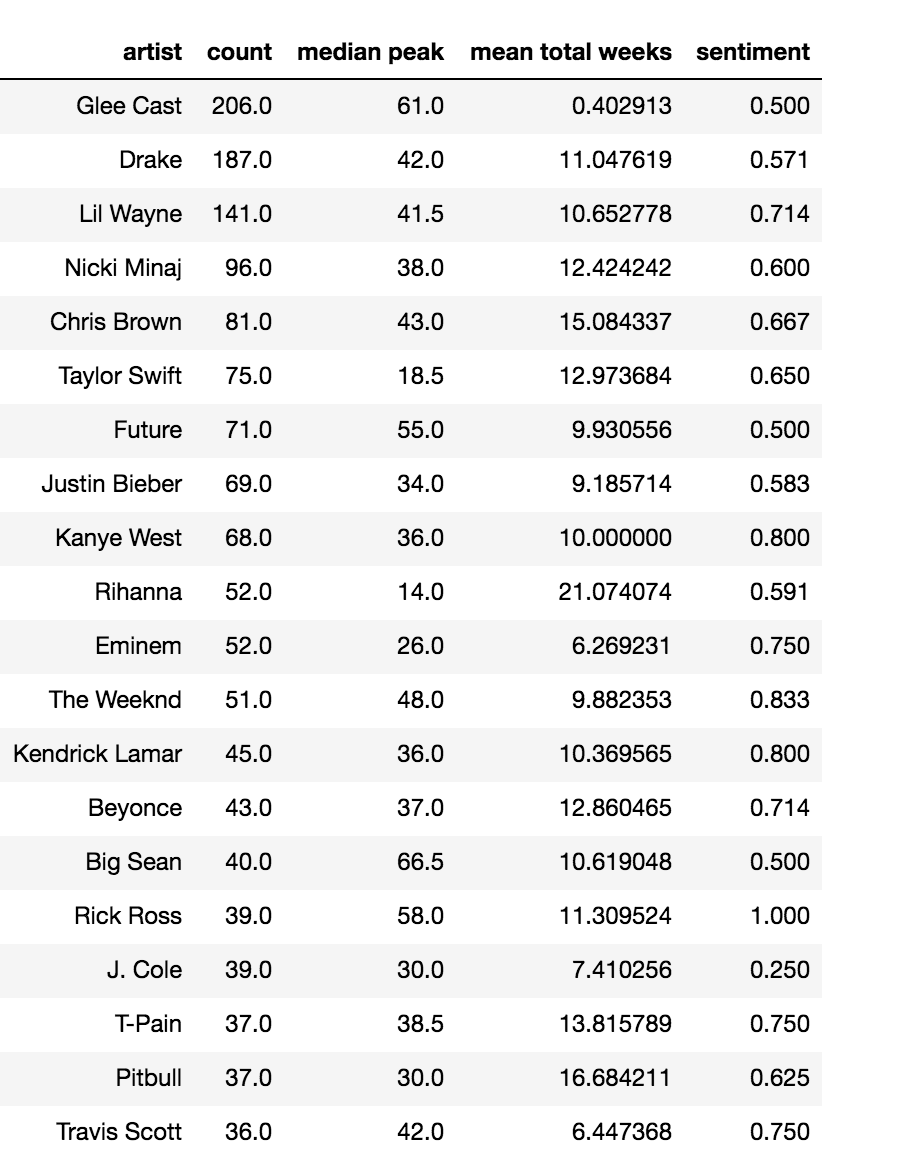 artist count median peak mean total weeks sentiment
Glee Cast 206.0 61.0 0.402913 0.500
Drake 187.0 42.0 11.047619 0.571
Lil Wayne 141.0 41.5 10.652778 0.714
Nicki Minaj 96.0 38.0 12.424242 0.600
Chris Brown 81.0 43.0 15.084337 0.667
Taylor Swift 75.0 18.5 12.973684 0.650
Future 71.0 55.0 9.930556 0.500
Justin Bieber 69.0 34.0 9.185714 0.583
Kanye West 68.0 36.0 10.000000 0.800
Rihanna 52.0 14.0 21.074074 0.591
Eminem 52.0 26.0 6.269231 0.750
The Weeknd 51.0 48.0 9.882353 0.833
Kendrick Lamar 45.0 36.0 10.369565 0.800
Beyonce 43.0 37.0 12.860465 0.714
Big Sean 40.0 66.5 10.619048 0.500
Rick Ross 39.0 58.0 11.309524 1.000
J. Cole 39.0 30.0 7.410256 0.250
T-Pain 37.0 38.5 13.815789 0.750
Pitbull 37.0 30.0 16.684211 0.625
Travis Scott 36.0 42.0 6.447368 0.750